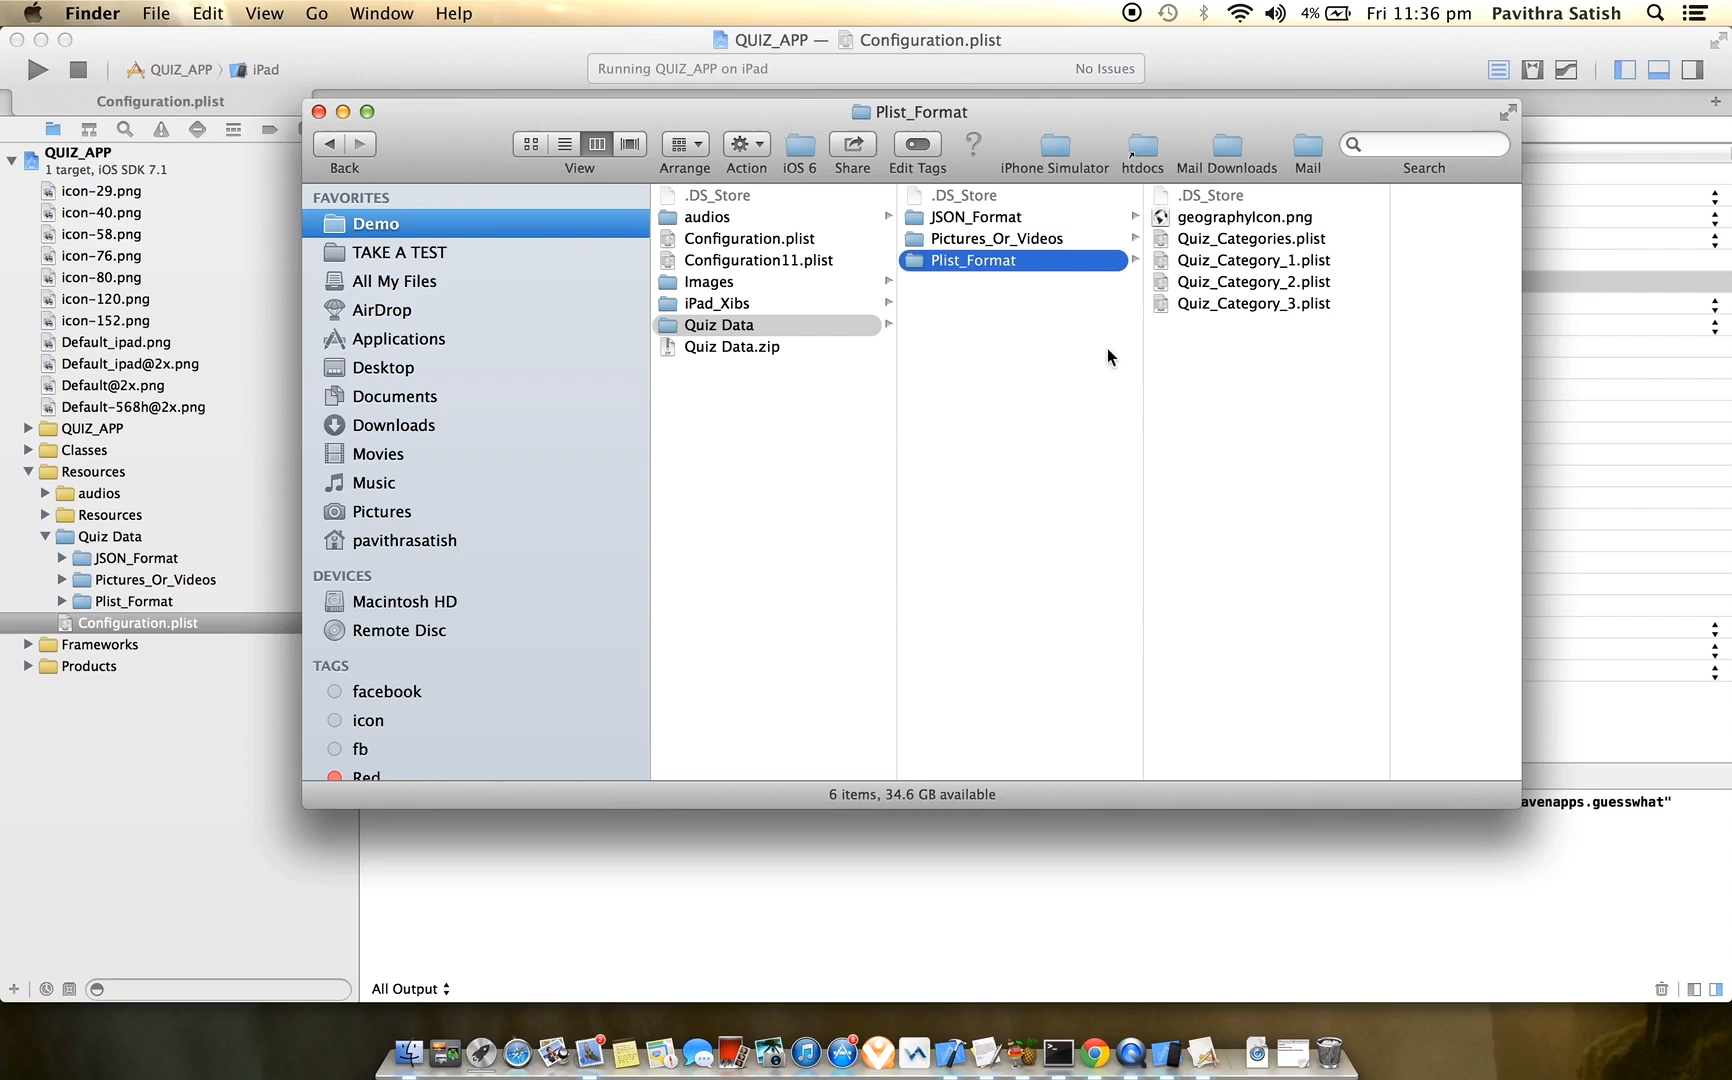 Finder File Edit View Go Window Help 4% Fri 11:36 pm Pavithra Satish
QUIZ_APP — Configuration.plist
QUIZ_APP iPad
Running QUIZ_APP on iPad No Issues
Configuration.plist
QUIZ_APP
1 target, iOS SDK 7.1
icon-29.png
icon-40.png
icon-58.png
icon-76.png
icon-80.png
icon-120.png
icon-152.png
Default_ipad.png
Default_ipad@2x.png
Default@2x.png
Default-568h@2x.png
QUIZ_APP
Classes
Resources
audios
Resources
Quiz Data
JSON_Format
Pictures_Or_Videos
Plist_Format
Configuration.plist
Frameworks
Products
Plist_Format
Back View Arrange Action iOS 6 Share Edit Tags iPhone Simulator htdocs Mail Downloads Mail Search
FAVORITES
Demo
TAKE A TEST
All My Files
AirDrop
Applications
Desktop
Documents
Downloads
Movies
Music
Pictures
pavithrasatish
DEVICES
Macintosh HD
Remote Disc
TAGS
facebook
icon
fb
Red
.DS_Store
audios
Configuration.plist
Configuration11.plist
Images
iPad_Xibs
Quiz Data
Quiz Data.zip
.DS_Store
JSON_Format
Pictures_Or_Videos
Plist_Format
.DS_Store
geographyIcon.png
Quiz_Categories.plist
Quiz_Category_1.plist
Quiz_Category_2.plist
Quiz_Category_3.plist
6 items, 34.6 GB available
avenapps.guesswhat"
All Output